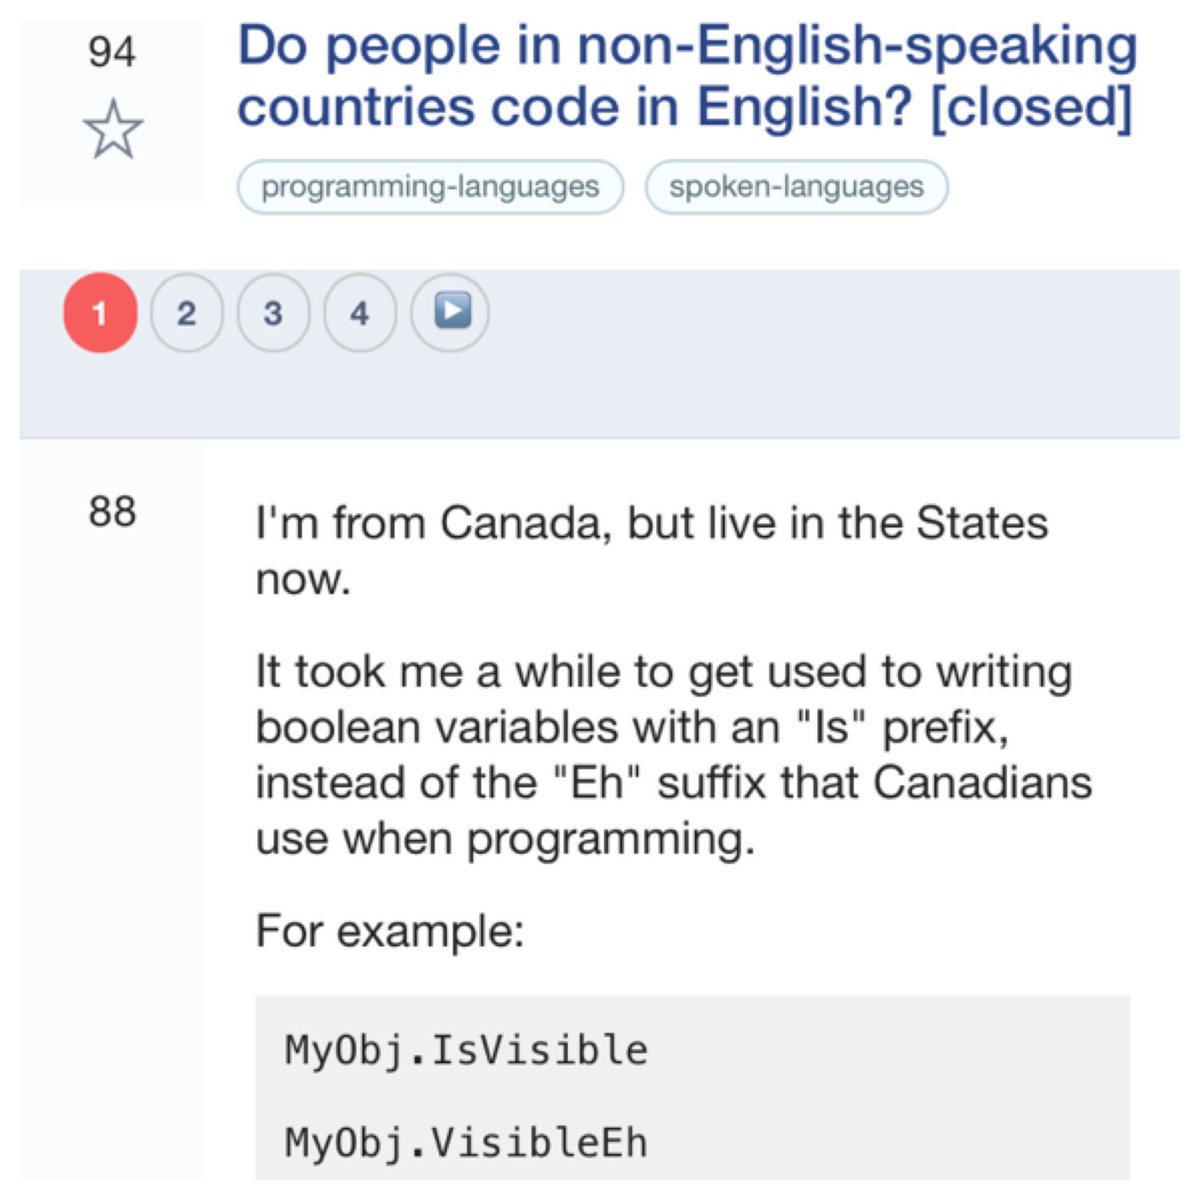 94
Do people in non-English-speaking
countries code in English? [closed]
programming-languages spoken-languages
1 2 3 4
88
I'm from Canada, but live in the States
now.
It took me a while to get used to writing
boolean variables with an "Is" prefix,
instead of the "Eh" suffix that Canadians
use when programming.
For example:
MyObj.IsVisible
MyObj.VisibleEh